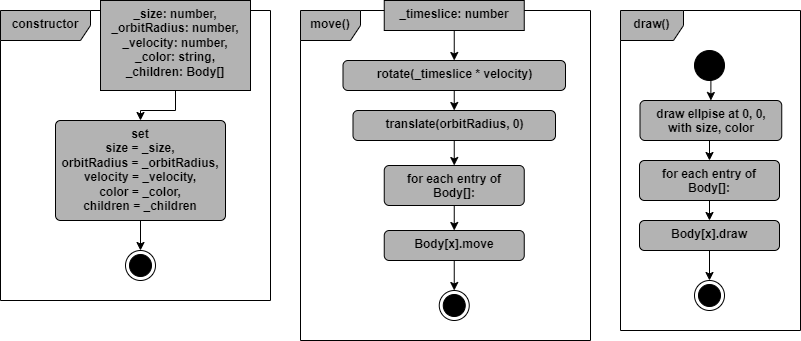 constructor
_size: number,
_orbitRadius: number,
_velocity: number,
_color: string,
_children: Body[]
set
size = _size,
orbitRadius = _orbitRadius,
velocity = _velocity,
color = _color,
children = _children
move()
_timeslice: number
rotate(_timeslice * velocity)
translate(orbitRadius, 0)
for each entry of
Body[]:
Body[x].move
draw()
draw ellpise at 0, 0,
with size, color
for each entry of
Body[]:
Body[x].draw